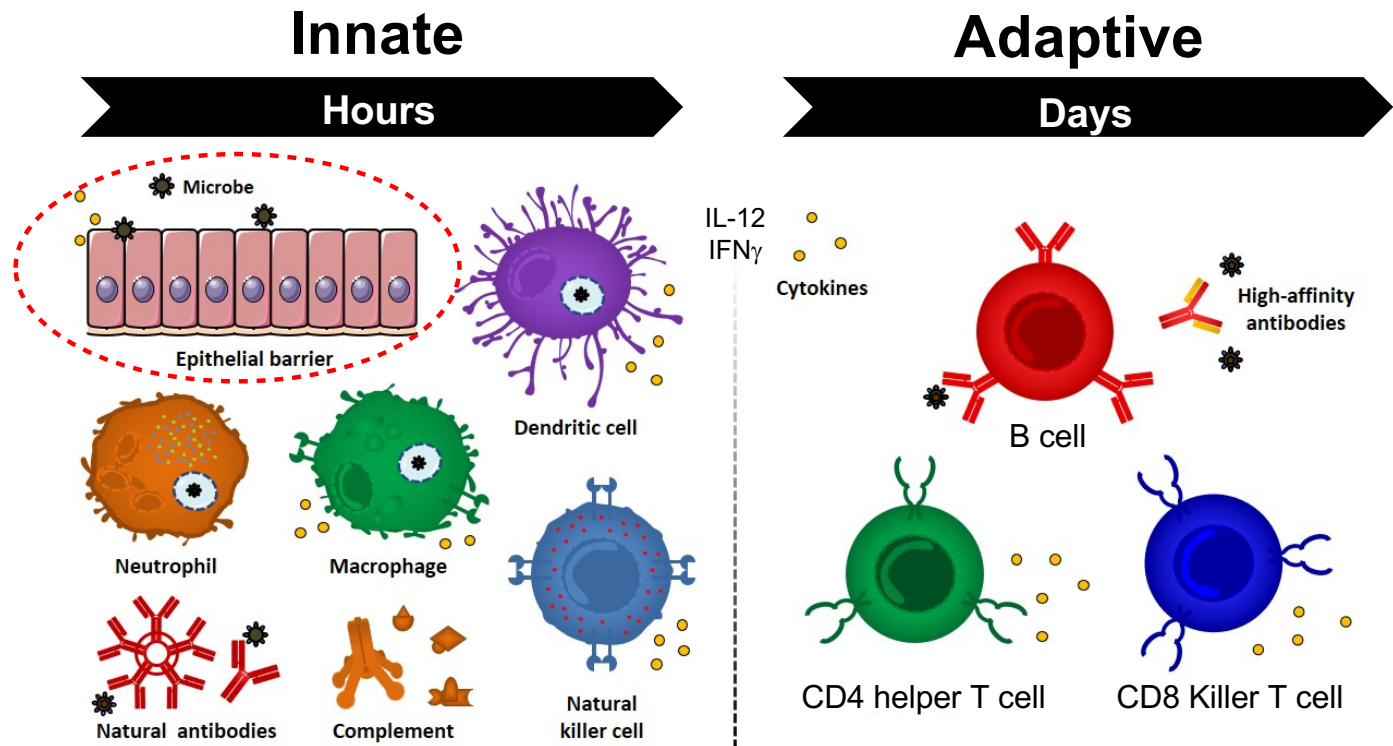 Innate
Adaptive
Hours
Days
Microbe
Epithelial barrier
Dendritic cell
IL-12
IFNγ
Cytokines
High-affinity
antibodies
B cell
Neutrophil
Macrophage
Natural
killer cell
Natural antibodies
Complement
CD4 helper T cell
CD8 Killer T cell